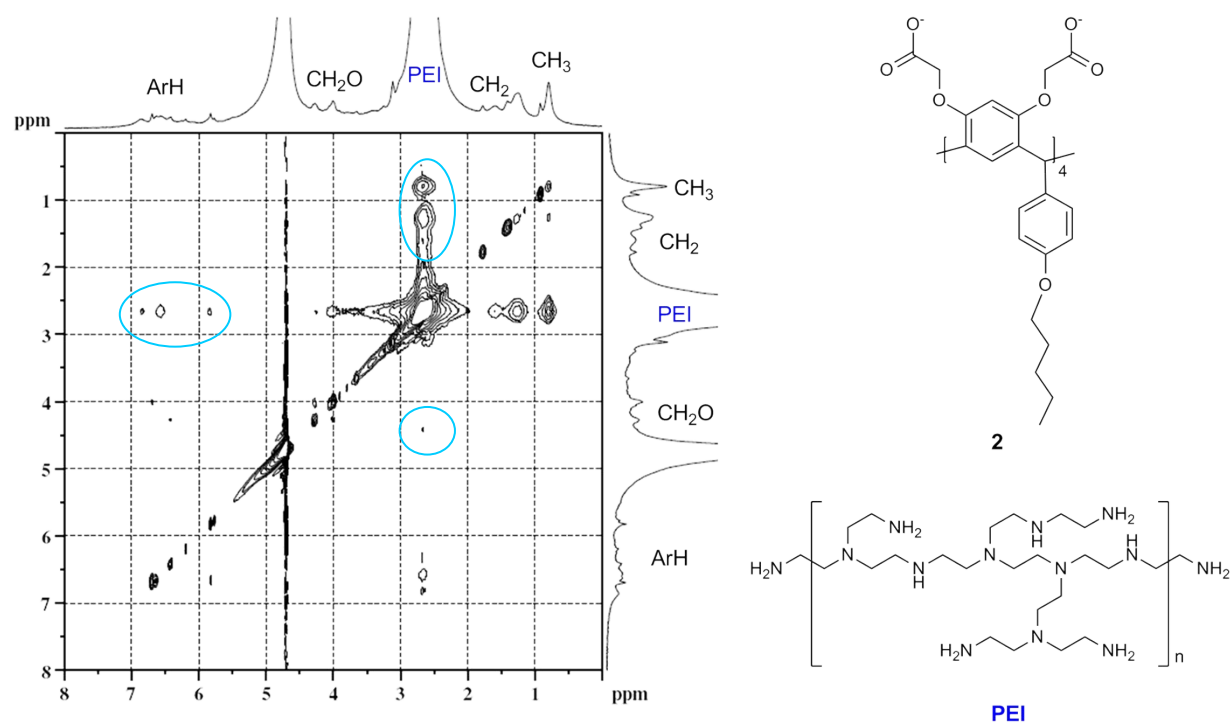 ArH
CH₂O
PEI
CH₂
CH₃
ppm
8 7 6 5 4 3 2 1 ppm
1
2
3
4
5
6
7
8
CH₃
CH₂
PEI
CH₂O
ArH
O⁻ O⁻
O O
O O
4
O
2
NH₂ NH₂
N H
H₂N N N H N N H N NH₂
H₂N N NH₂
n
PEI